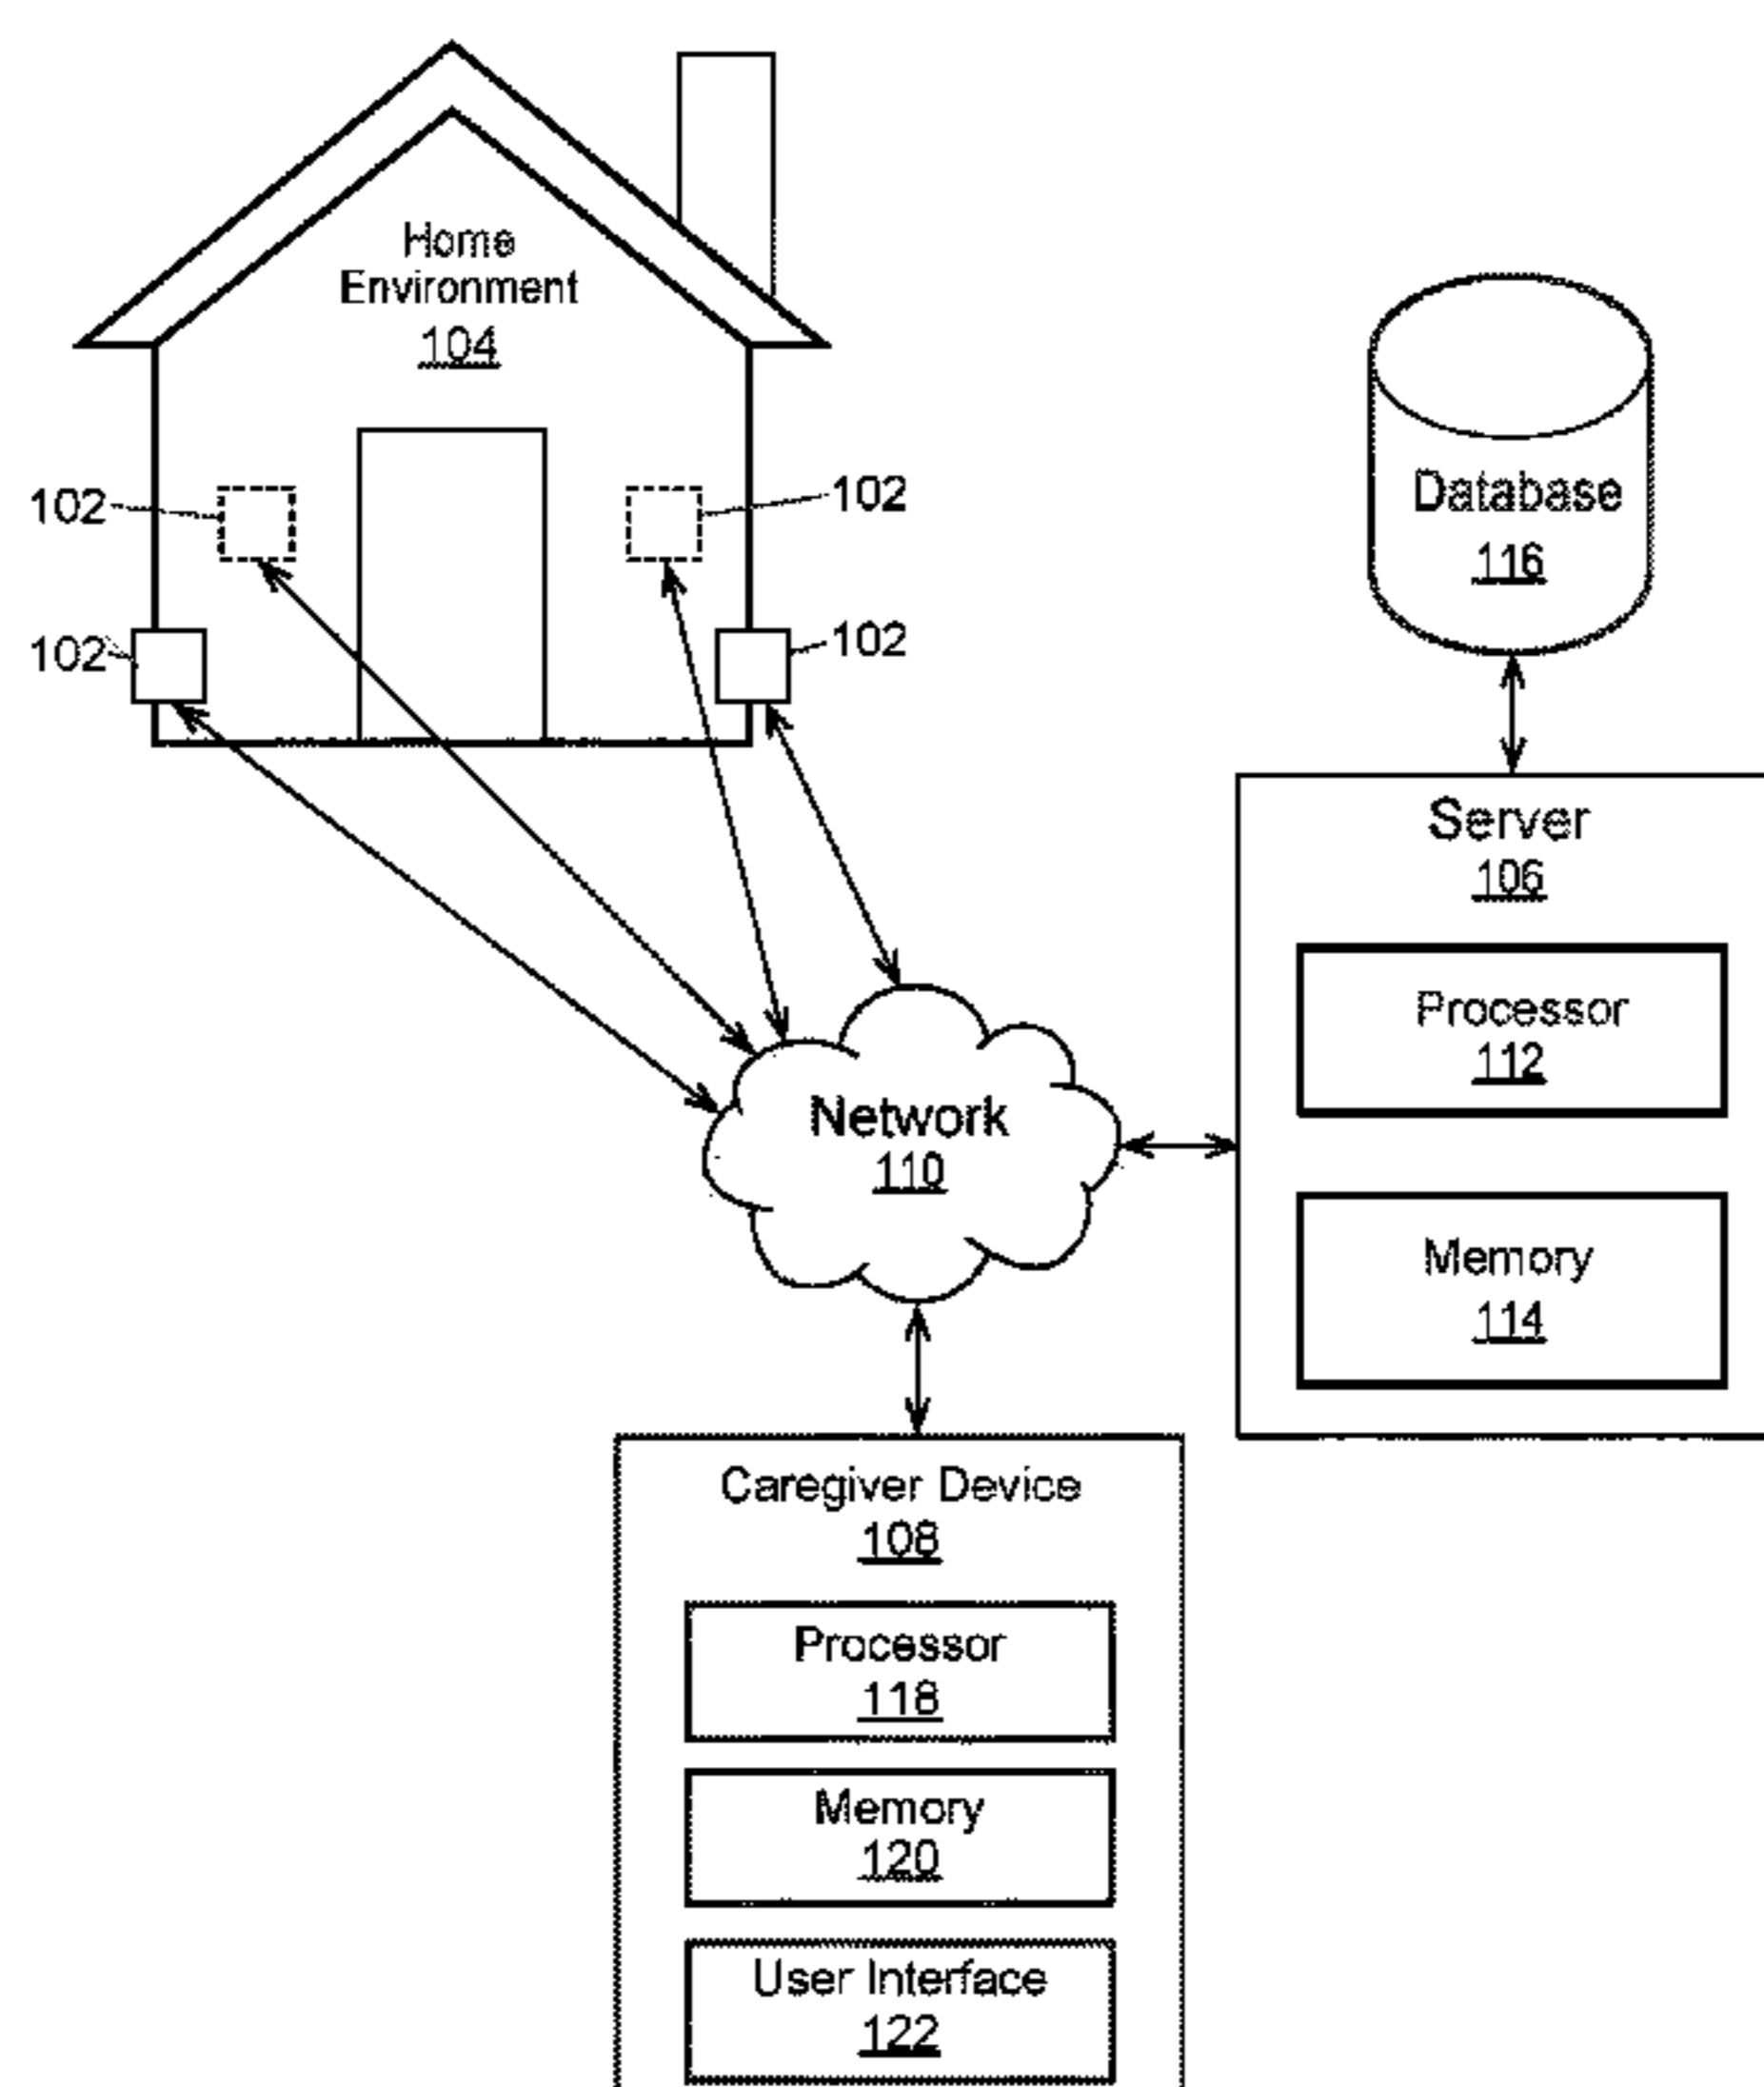 Home
Environment
104
102
102
102
102
Database
116
Server
106
Processor
112
Memory
114
Network
110
Caregiver Device
108
Processor
118
Memory
120
User Interface
122